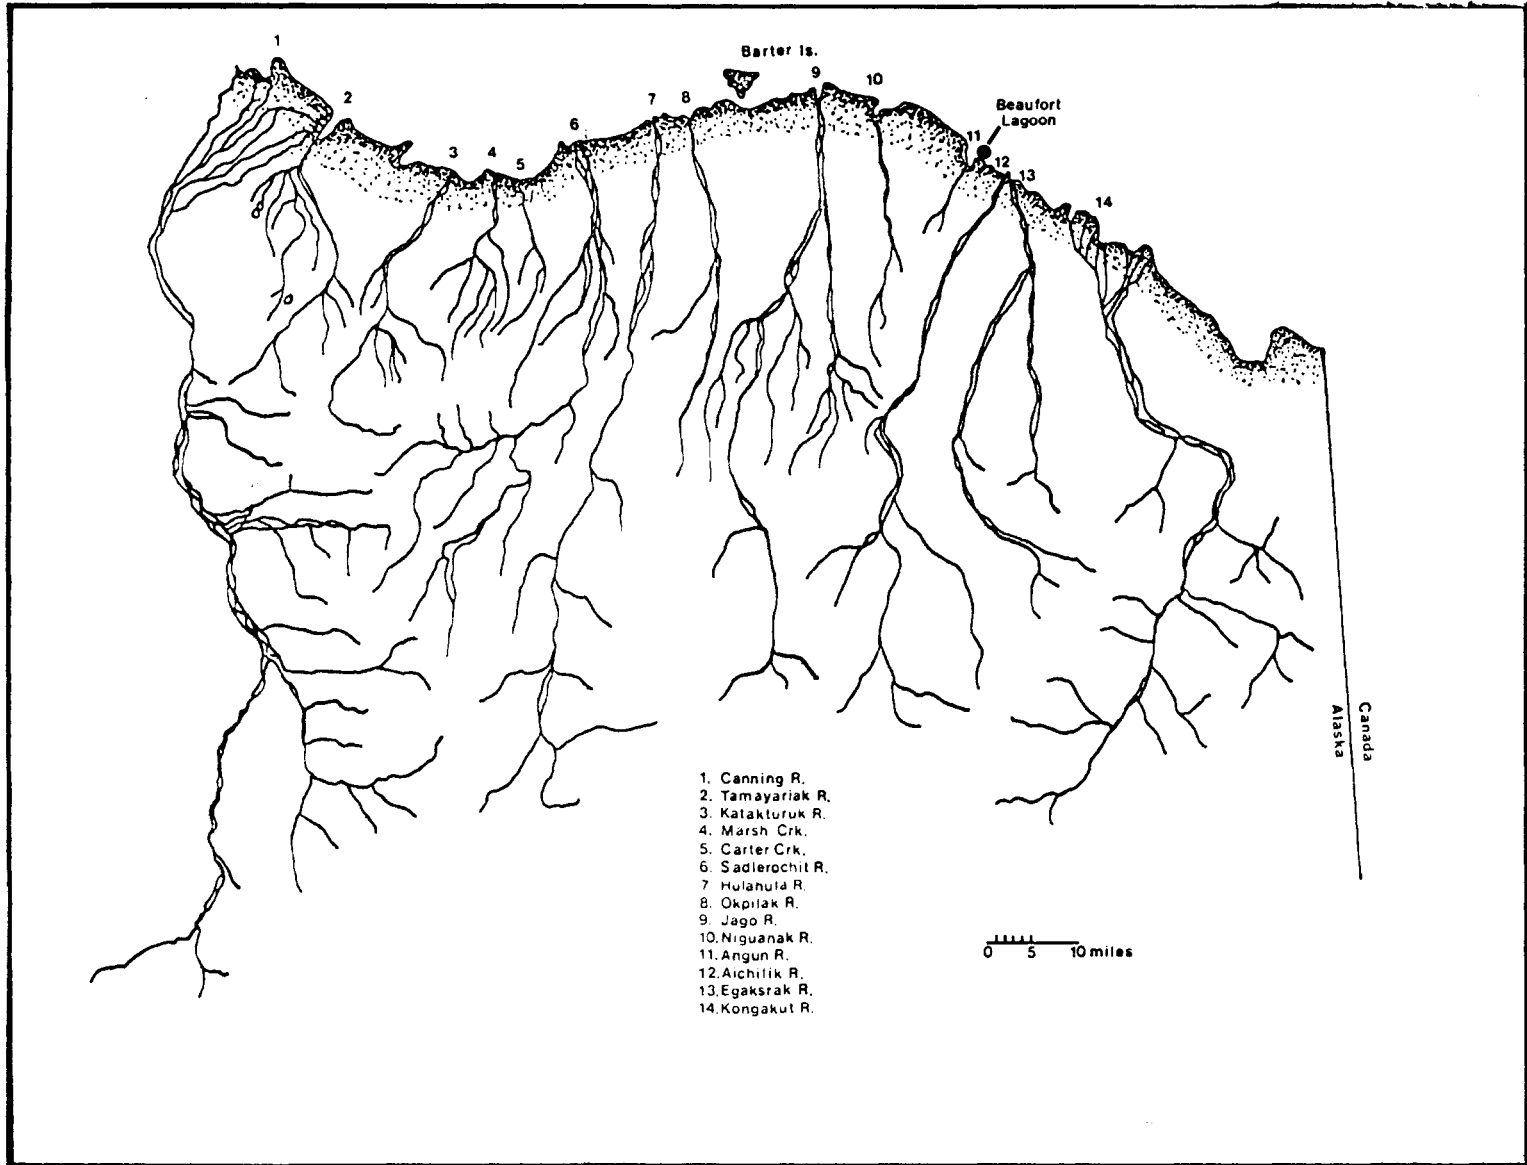 1
Barter Is.
2
7
8
9
10
Beaufort
Lagoon
3
4
5
6
11
12
13
14
Canada
Alaska
1. Canning R.
2. Tamayariak R.
3. Katakturuk R.
4. Marsh Crk.
5. Carter Crk.
6. Sadlerochit R.
7 Hulahula R.
8. Okpilak R.
9. Jago R.
10. Niguanak R.
11. Angun R.
12. Aichilik R.
13. Egaksrak R.
14. Kongakut R.
0 5 10 miles